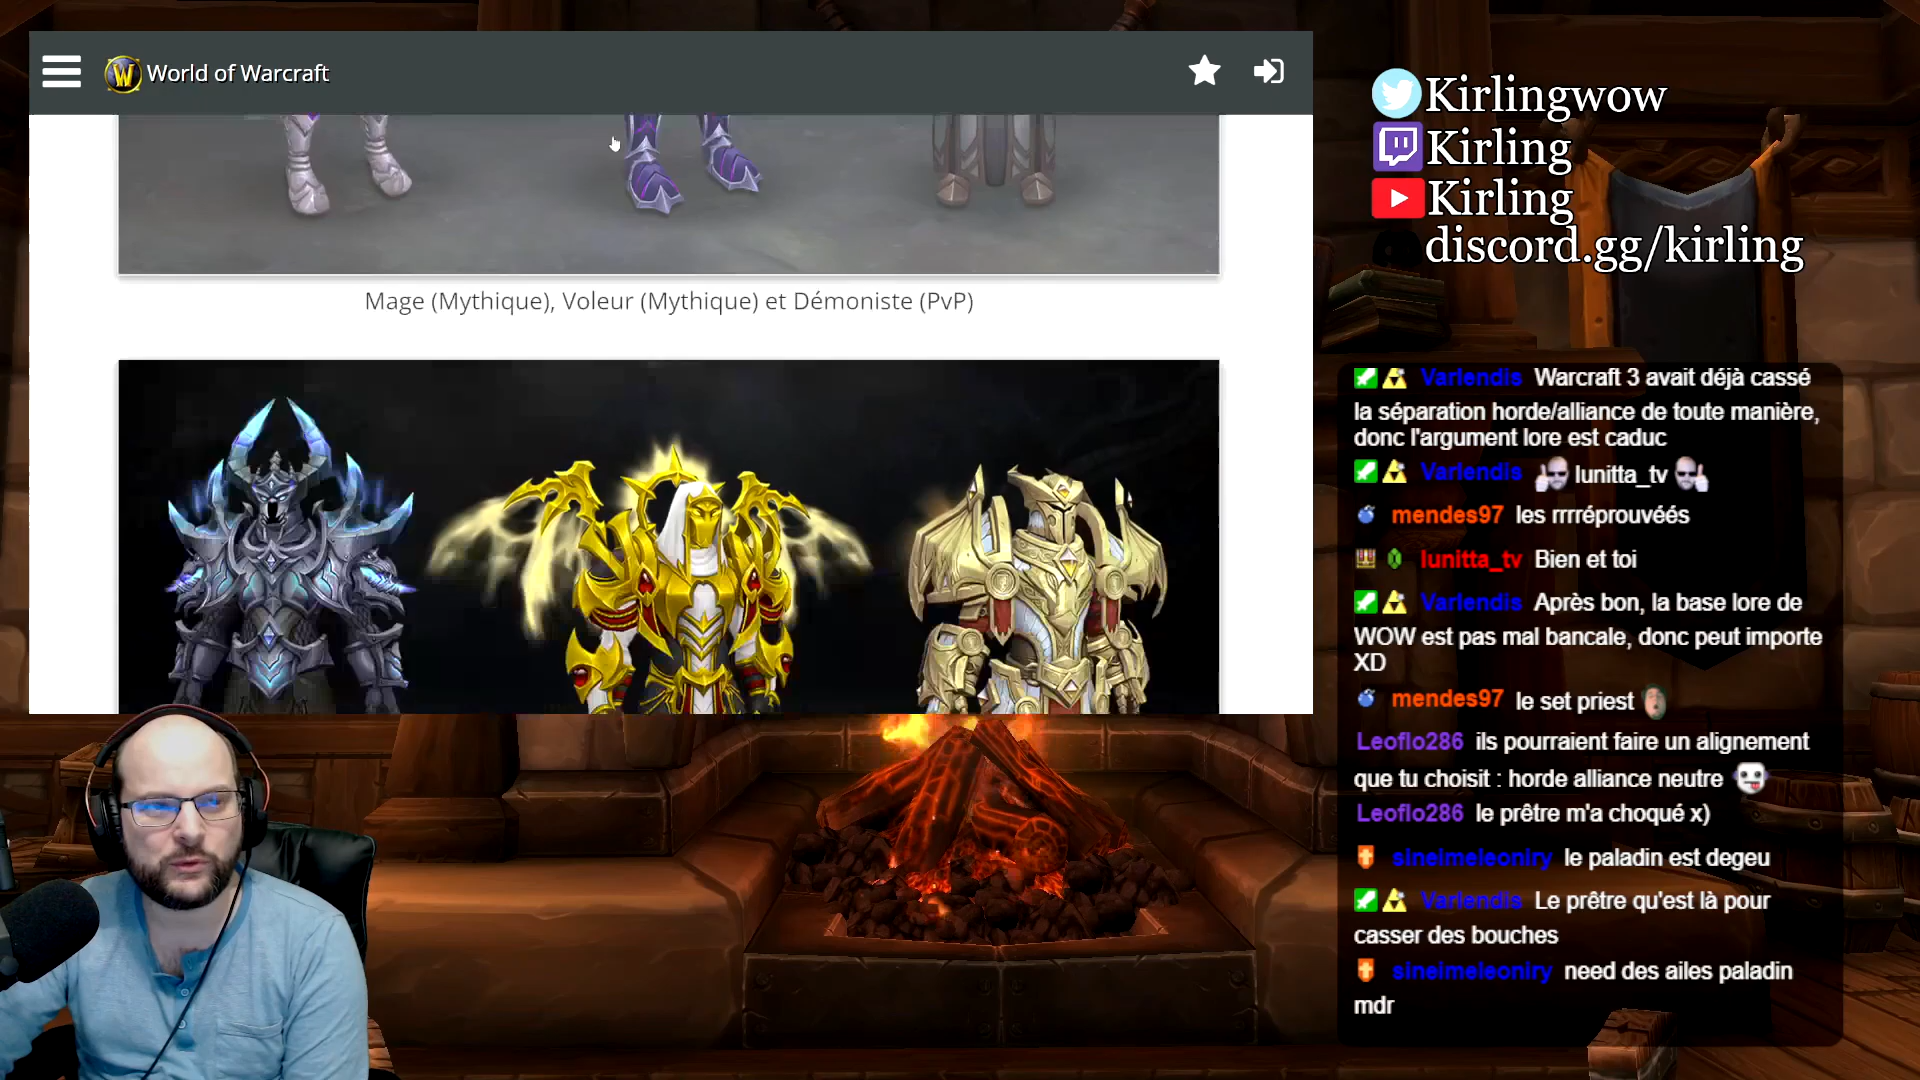 World of Warcraft
Mage (Mythique), Voleur (Mythique) et Démoniste (PvP)
Kirlingwow
Kirling
Kirling
discord.gg/kirling
Varlendis Warcraft 3 avait déjà cassé
la séparation horde/alliance de toute manière,
donc l'argument lore est caduc
Varlendis lunitta_tv
mendes97 les rrrréprouvéés
lunitta_tv Bien et toi
Varlendis Après bon, la base lore de
WOW est pas mal bancale, donc peut importe
XD
mendes97 le set priest
Leoflo286 ils pourraient faire un alignement
que tu choisit : horde alliance neutre
Leoflo286 le prêtre m'a choqué x)
sinelmeleoniry le paladin est degeu
Varlendis Le prêtre qu'est là pour
casser des bouches
sinelmeleoniry need des ailes paladin
mdr